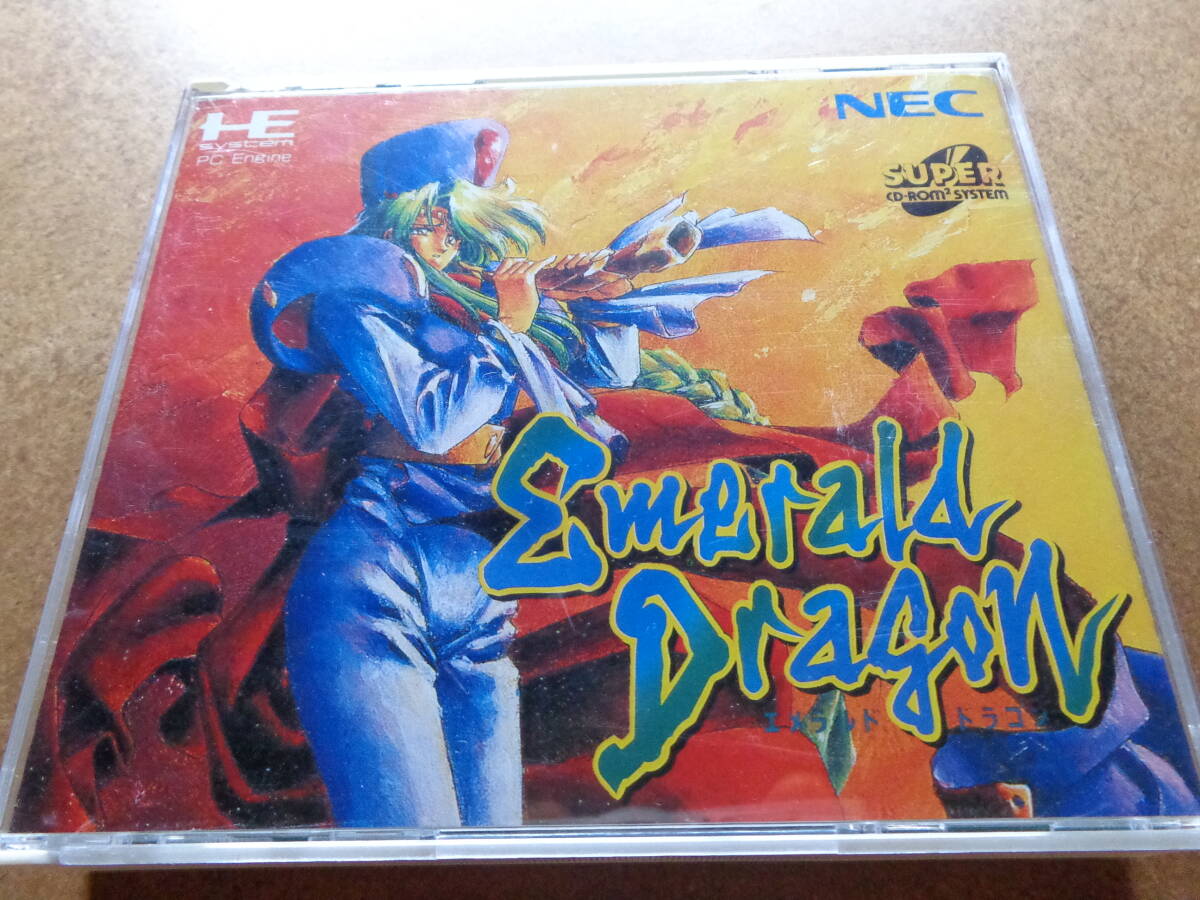 HE
system
PC Engine
NEC
SUPER
CD-ROM² SYSTEM
Emerald
Dragon
エメラルド ドラゴン